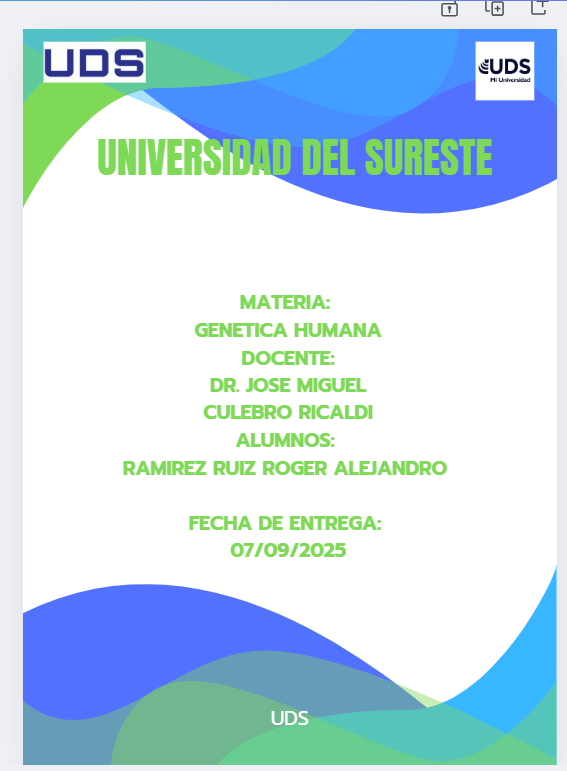 UDS
UDS
Mi Universidad
UNIVERSIDAD DEL SURESTE
MATERIA:
GENETICA HUMANA
DOCENTE:
DR. JOSE MIGUEL
CULEBRO RICALDI
ALUMNOS:
RAMIREZ RUIZ ROGER ALEJANDRO
FECHA DE ENTREGA:
07/09/2025
UDS